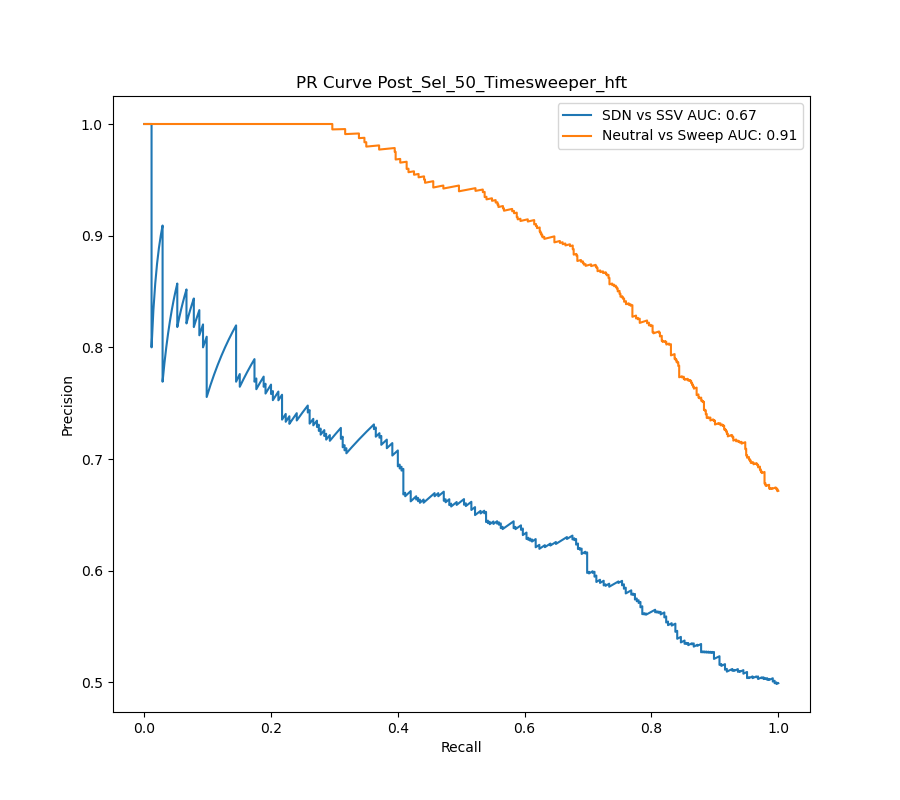 PR Curve Post_Sel_50_Timesweeper_hft
SDN vs SSV AUC: 0.67
Neutral vs Sweep AUC: 0.91
1.0
0.9
0.8
0.7
0.6
0.5
Precision
0.0 0.2 0.4 0.6 0.8 1.0
Recall